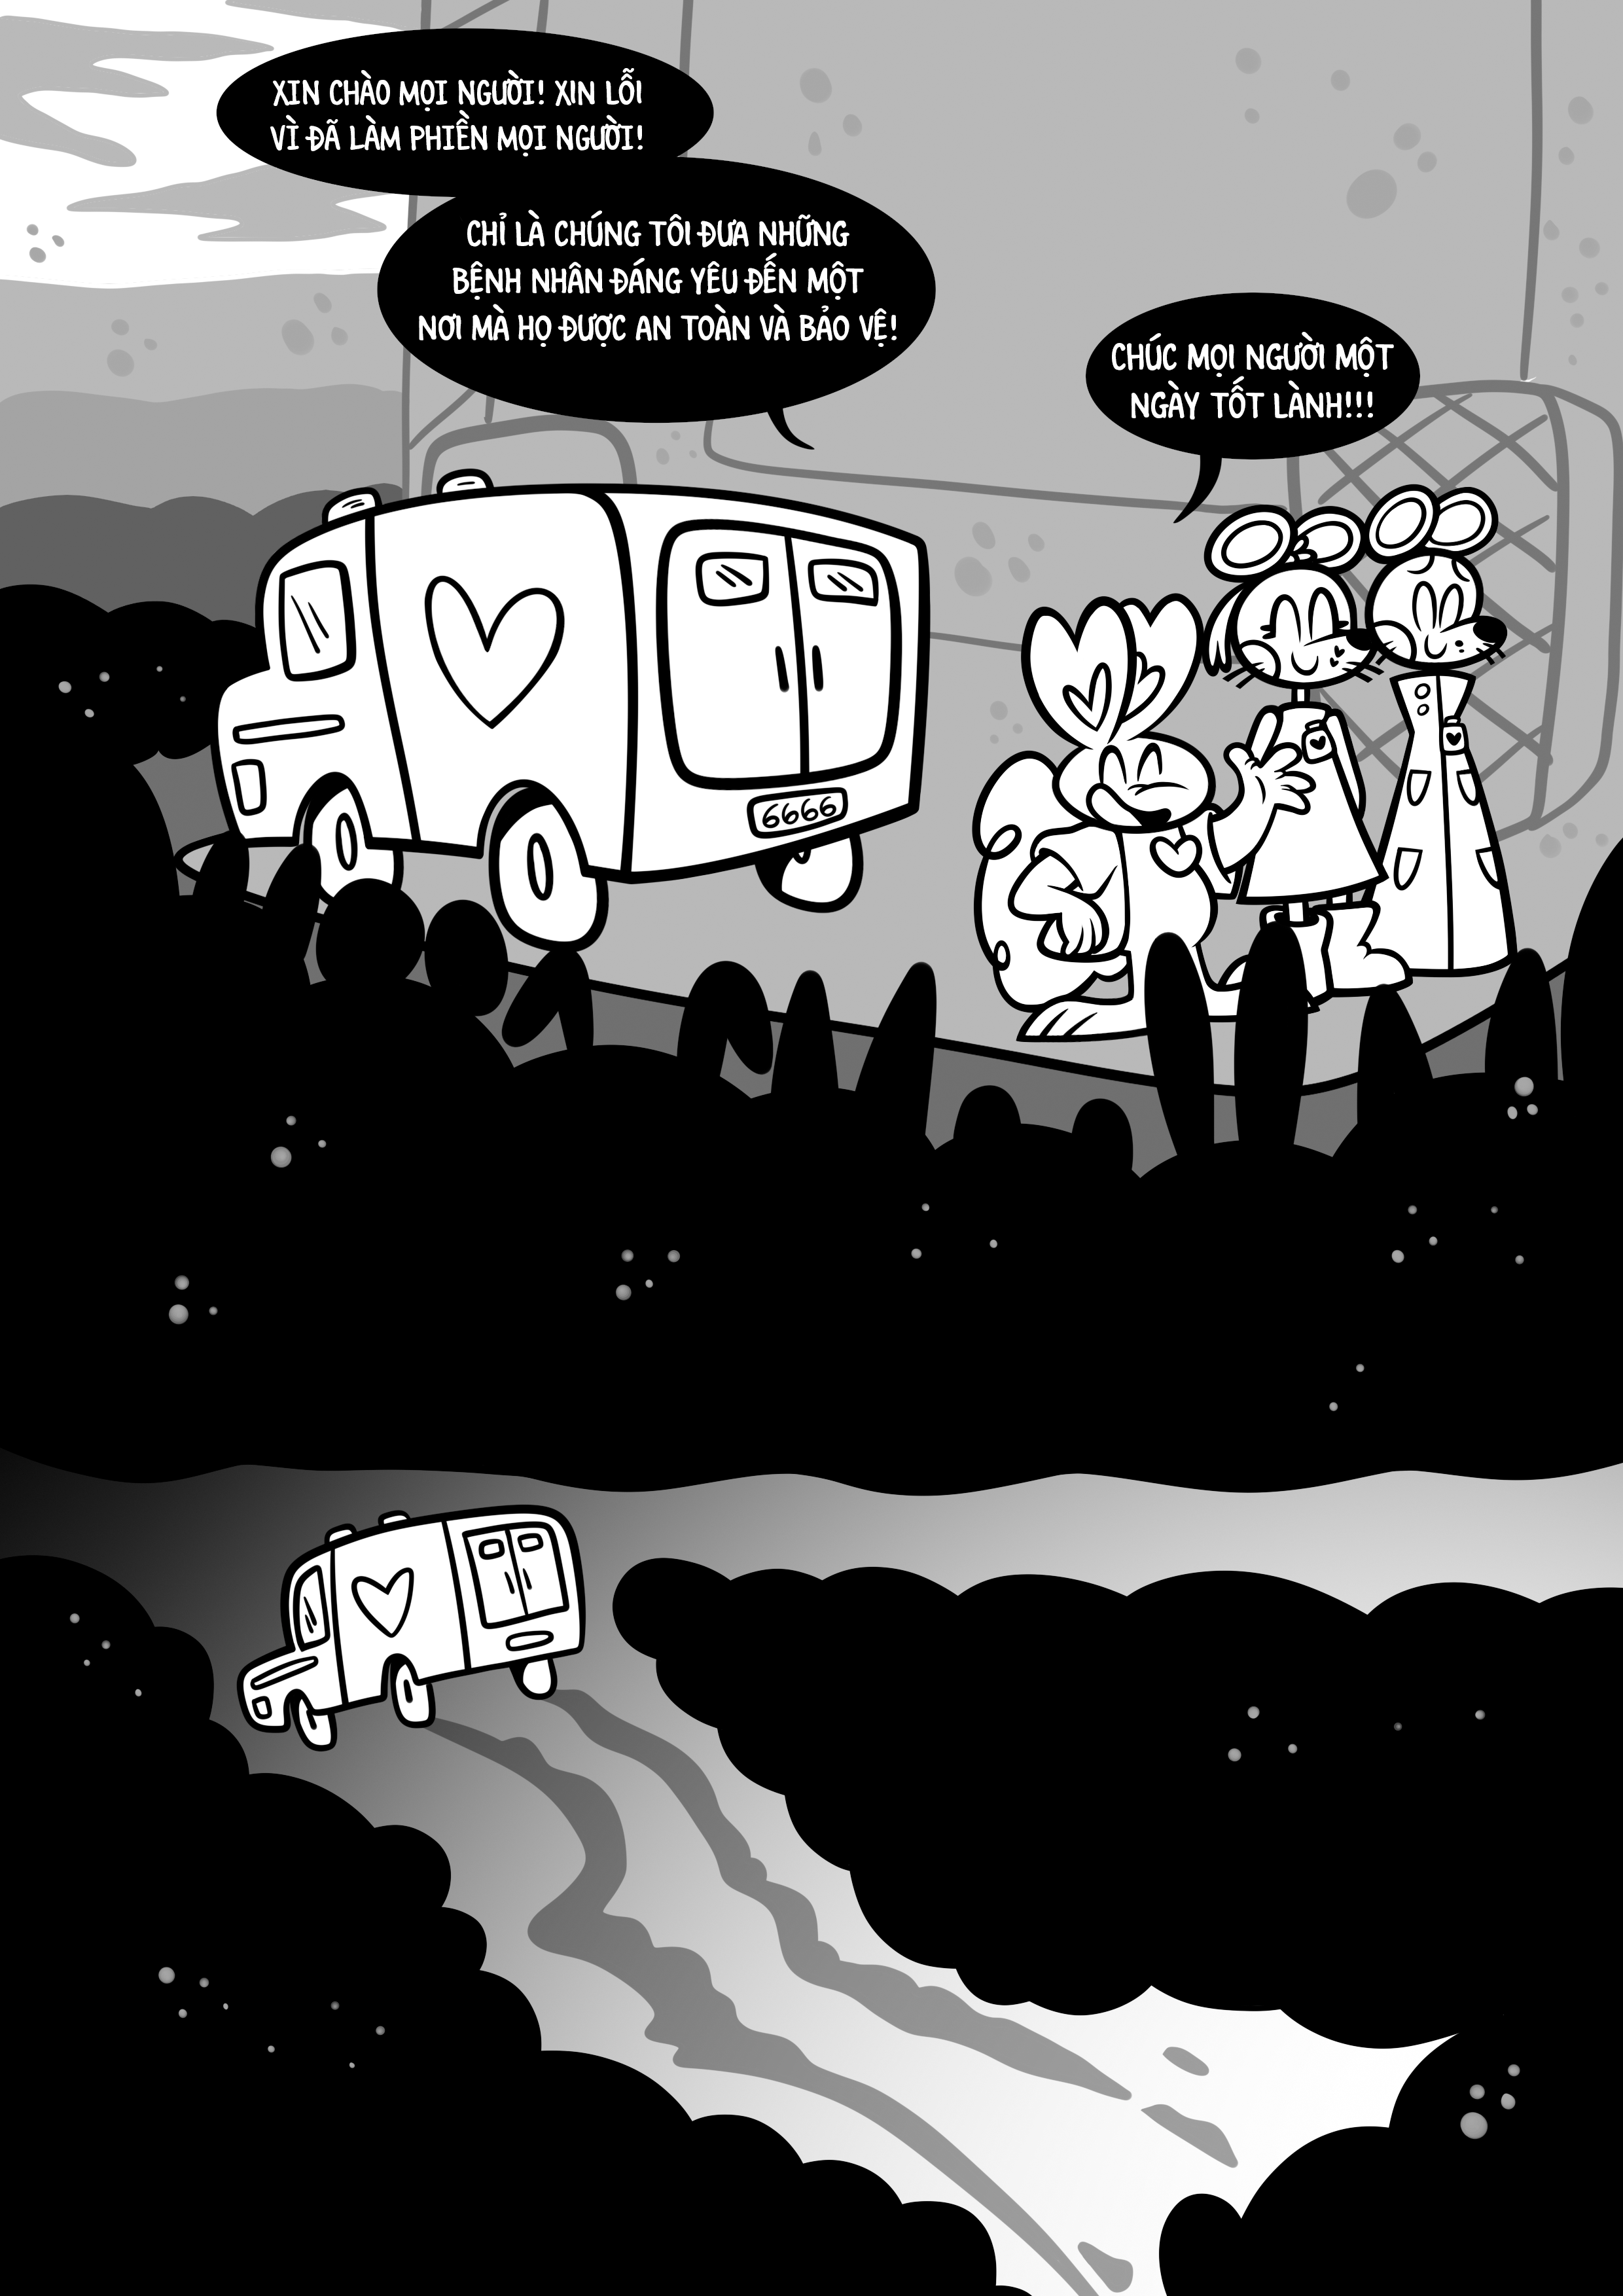 XIN CHÀO MỌI NGƯỜI! XIN LỖI
VÌ ĐÃ LÀM PHIỀN MỌI NGƯỜI!
CHỈ LÀ CHÚNG TÔI ĐƯA NHỮNG
BỆNH NHÂN ĐÁNG YÊU ĐẾN MỘT
NƠI MÀ HỌ ĐƯỢC AN TOÀN VÀ BẢO VỆ!
CHÚC MỌI NGƯỜI MỘT
NGÀY TỐT LÀNH!!!
6666